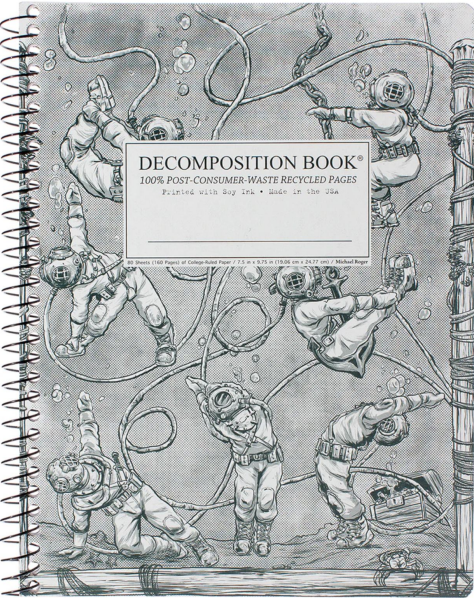 DECOMPOSITION BOOK®
100% POST-CONSUMER-WASTE RECYCLED PAGES
Printed with Soy Ink • Made in the USA
80 Sheets (160 Pages) of College-Ruled Paper / 7.5 in x 9.75 in (19.06 cm x 24.77 cm) / Michael Roger